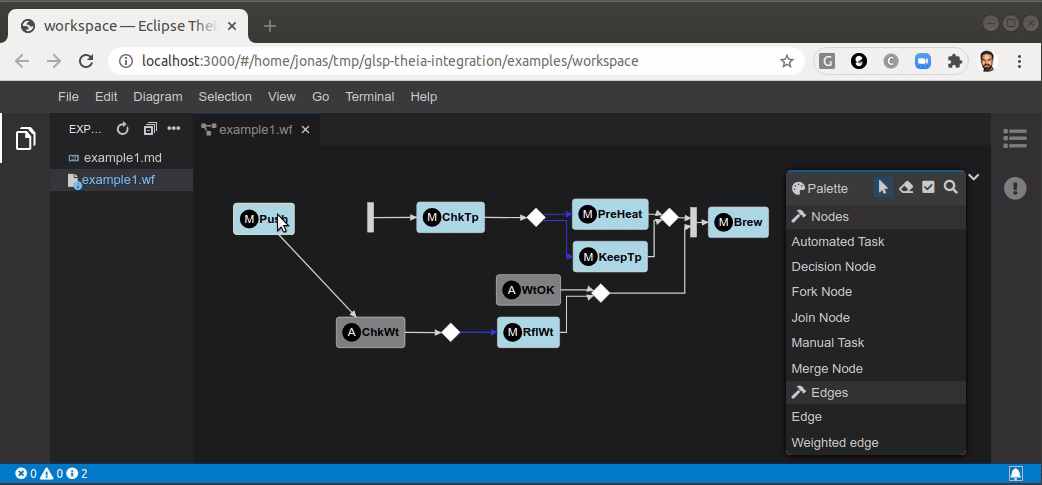 workspace — Eclipse Thei
localhost:3000/#/home/jonas/tmp/glsp-theia-integration/examples/workspace
G
C
File Edit Diagram Selection View Go Terminal Help
EXP...
example1.wf
example1.md
example1.wf
Palette
Nodes
Automated Task
Decision Node
Fork Node
Join Node
Manual Task
Merge Node
Edges
Edge
Weighted edge
M Push
M ChkTp
M PreHeat
M Brew
M KeepTp
A WtOK
A ChkWt
M RflWt
0 0 2